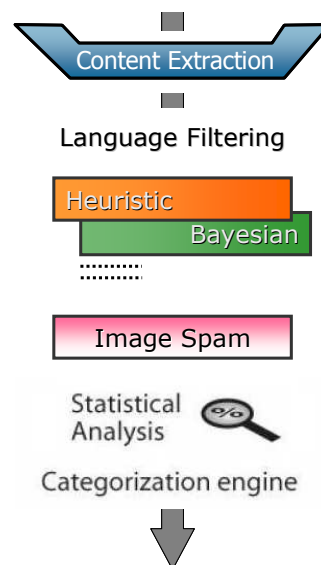 Content Extraction
Language Filtering
Heuristic
Bayesian
Image Spam
Statistical
Analysis
%
Categorization engine